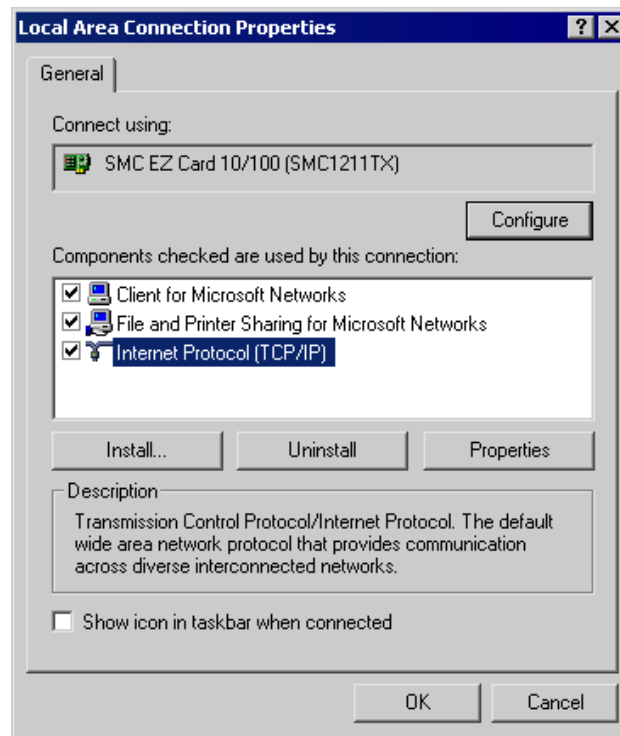 Local Area Connection Properties
General
Connect using:
SMC EZ Card 10/100 (SMC1211TX)
Configure
Components checked are used by this connection:
Client for Microsoft Networks
File and Printer Sharing for Microsoft Networks
Internet Protocol (TCP/IP)
Install... Uninstall Properties
Description
Transmission Control Protocol/Internet Protocol. The default
wide area network protocol that provides communication
across diverse interconnected networks.
Show icon in taskbar when connected
OK Cancel